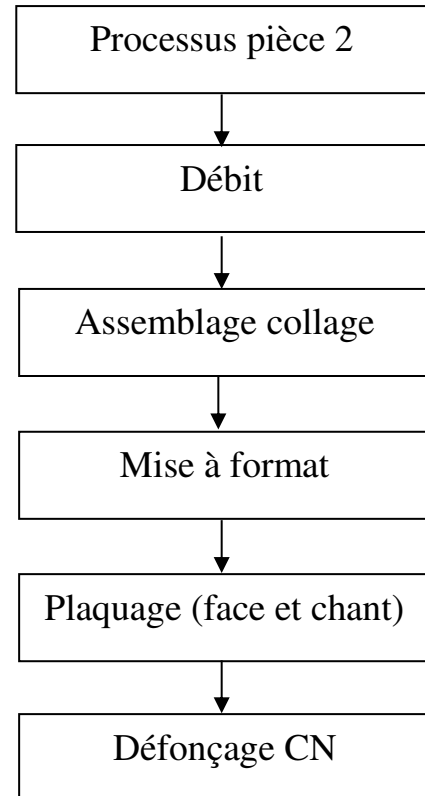 Processus pièce 2
Débit
Assemblage collage
Mise à format
Plaquage (face et chant)
Défonçage CN